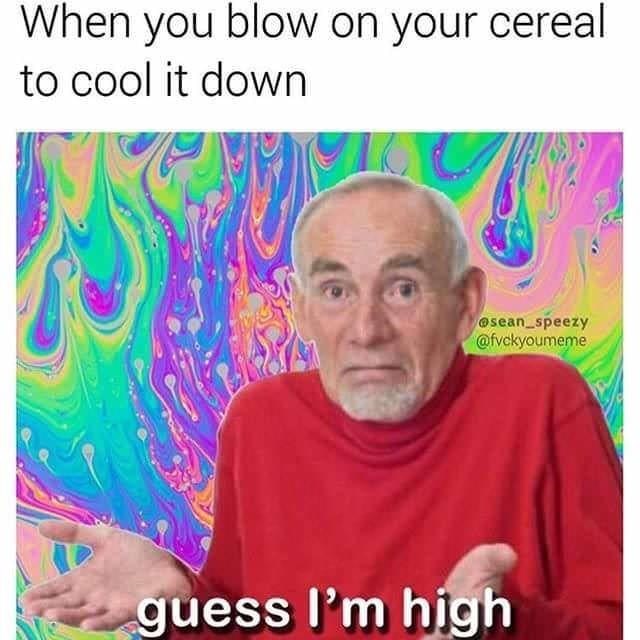 When you blow on your cereal
to cool it down
@sean_speezy
@fvckyoumeme
guess I'm high